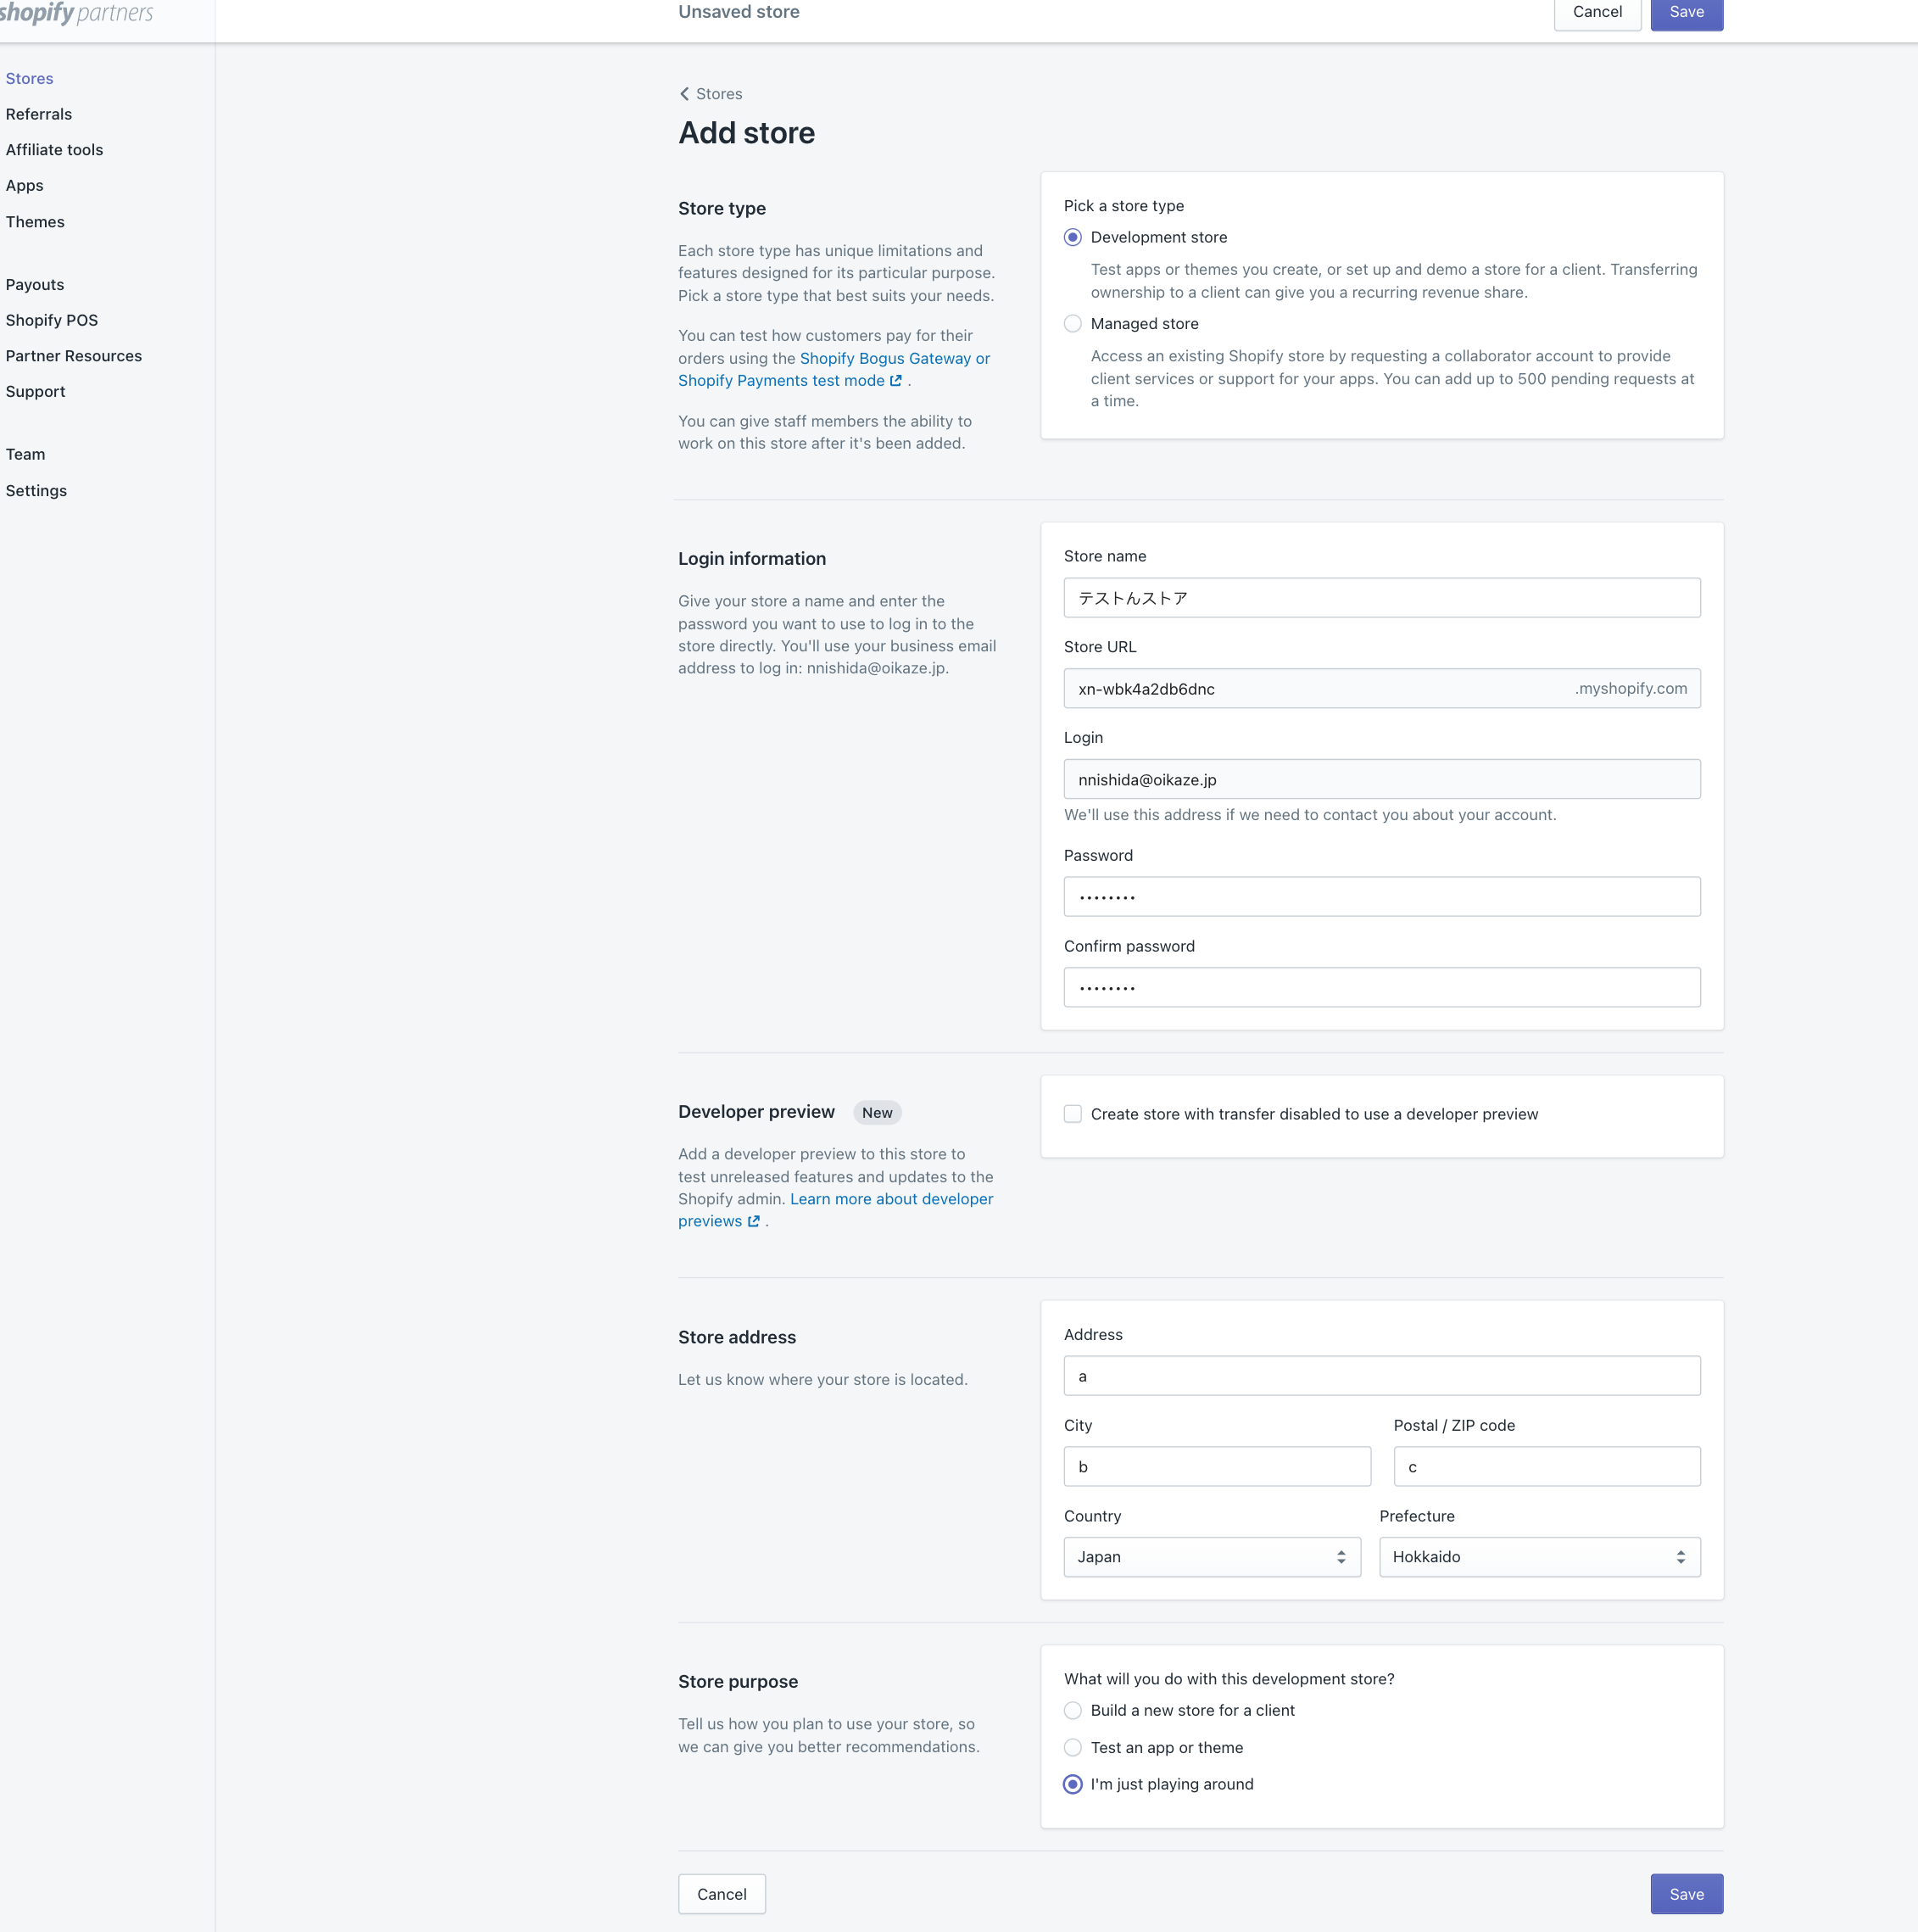 shopify partners
Unsaved store
Cancel
Save
Stores
Referrals
Affiliate tools
Apps
Themes
Payouts
Shopify POS
Partner Resources
Support
Team
Settings
Stores
Add store
Store type
Each store type has unique limitations and
features designed for its particular purpose.
Pick a store type that best suits your needs.
You can test how customers pay for their
orders using the Shopify Bogus Gateway or
Shopify Payments test mode .
You can give staff members the ability to
work on this store after it's been added.
Pick a store type
Development store
Test apps or themes you create, or set up and demo a store for a client. Transferring
ownership to a client can give you a recurring revenue share.
Managed store
Access an existing Shopify store by requesting a collaborator account to provide
client services or support for your apps. You can add up to 500 pending requests at
a time.
Login information
Give your store a name and enter the
password you want to use to log in to the
store directly. You'll use your business email
address to log in: nnishida@oikaze.jp.
Store name
テストんストア
Store URL
xn-wbk4a2db6dnc .myshopify.com
Login
nnishida@oikaze.jp
We'll use this address if we need to contact you about your account.
Password
••••••••
Confirm password
••••••••
Developer preview New
Add a developer preview to this store to
test unreleased features and updates to the
Shopify admin. Learn more about developer
previews .
Create store with transfer disabled to use a developer preview
Store address
Let us know where your store is located.
Address
a
City Postal / ZIP code
b c
Country Prefecture
Japan Hokkaido
Store purpose
Tell us how you plan to use your store, so
we can give you better recommendations.
What will you do with this development store?
Build a new store for a client
Test an app or theme
I'm just playing around
Cancel
Save